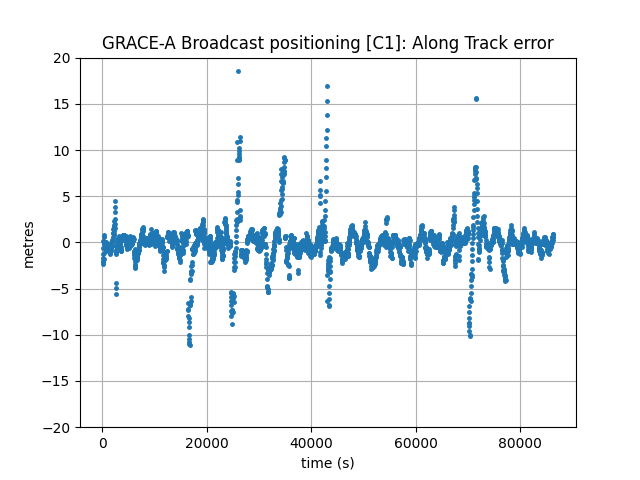 GRACE-A Broadcast positioning [C1]: Along Track error
20
15
10
5
0
−5
−10
−15
−20
metres
0 20000 40000 60000 80000
time (s)